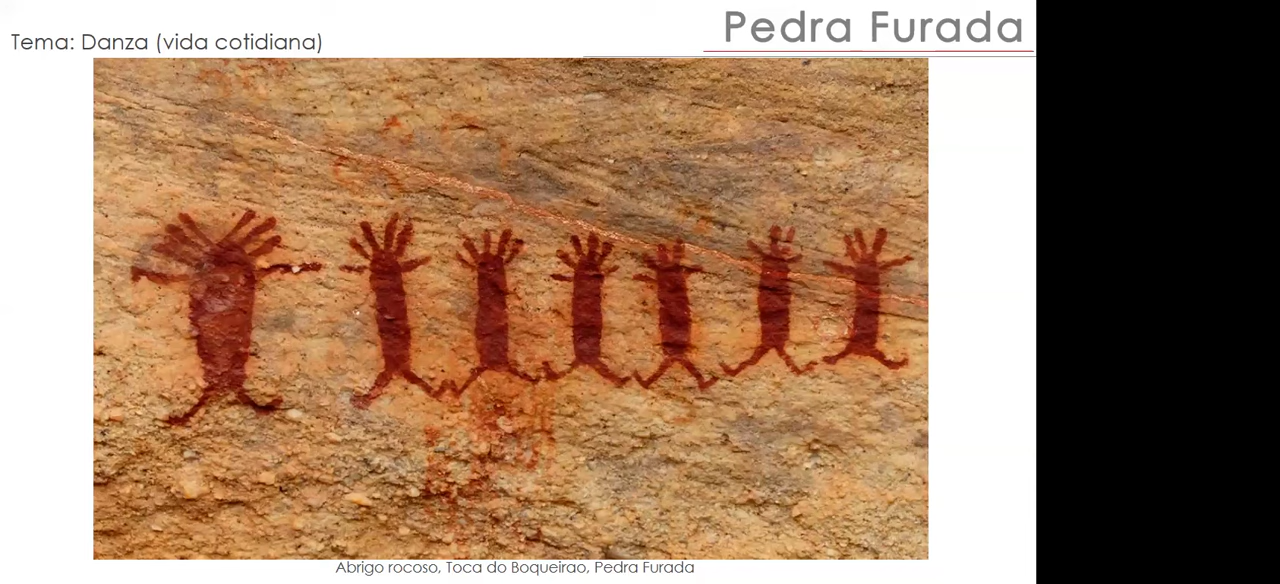 Pedra Furada
Tema: Danza (vida cotidiana)
Abrigo rocoso, Toca do Boqueirao, Pedra Furada